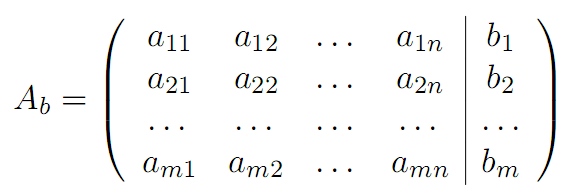 a₁₁ a₁₂ … a₁ₙ | b₁
a₂₁ a₂₂ … a₂ₙ | b₂
A_b = … … … … | …
aₘ₁ aₘ₂ … aₘₙ | bₘ